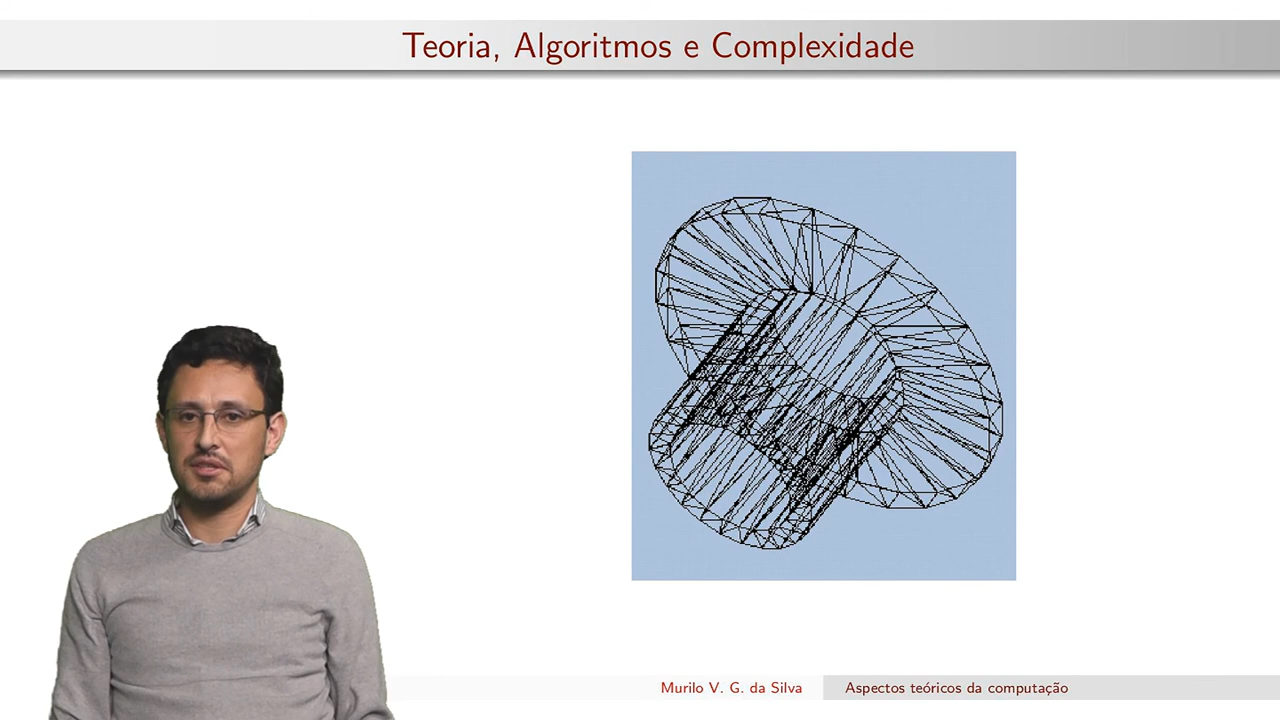 Teoria, Algoritmos e Complexidade
Murilo V. G. da Silva
Aspectos teóricos da computação